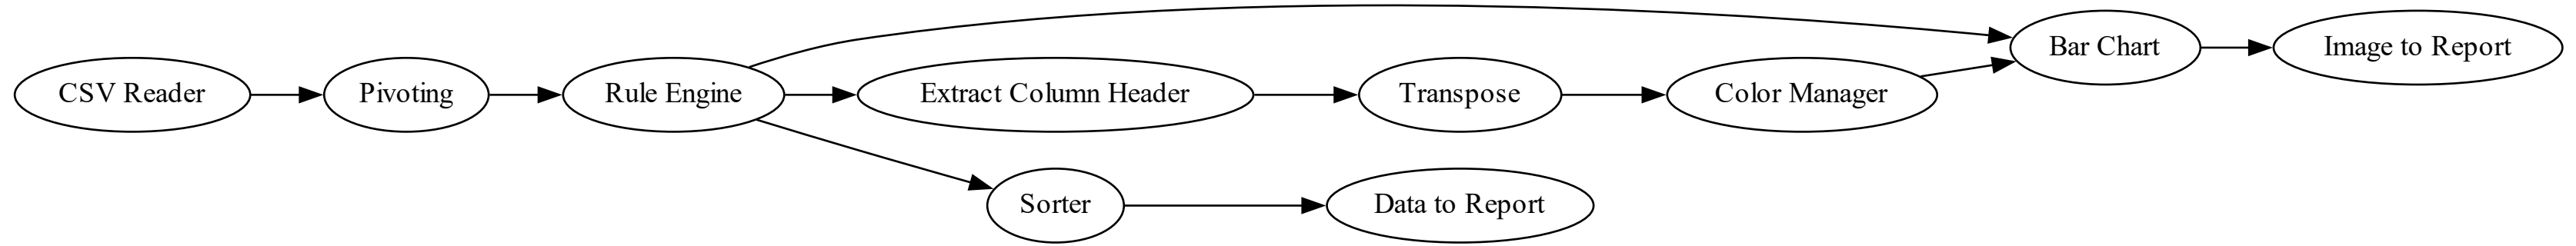 CSV Reader
Pivoting
Rule Engine
Extract Column Header
Transpose
Color Manager
Bar Chart
Image to Report
Sorter
Data to Report